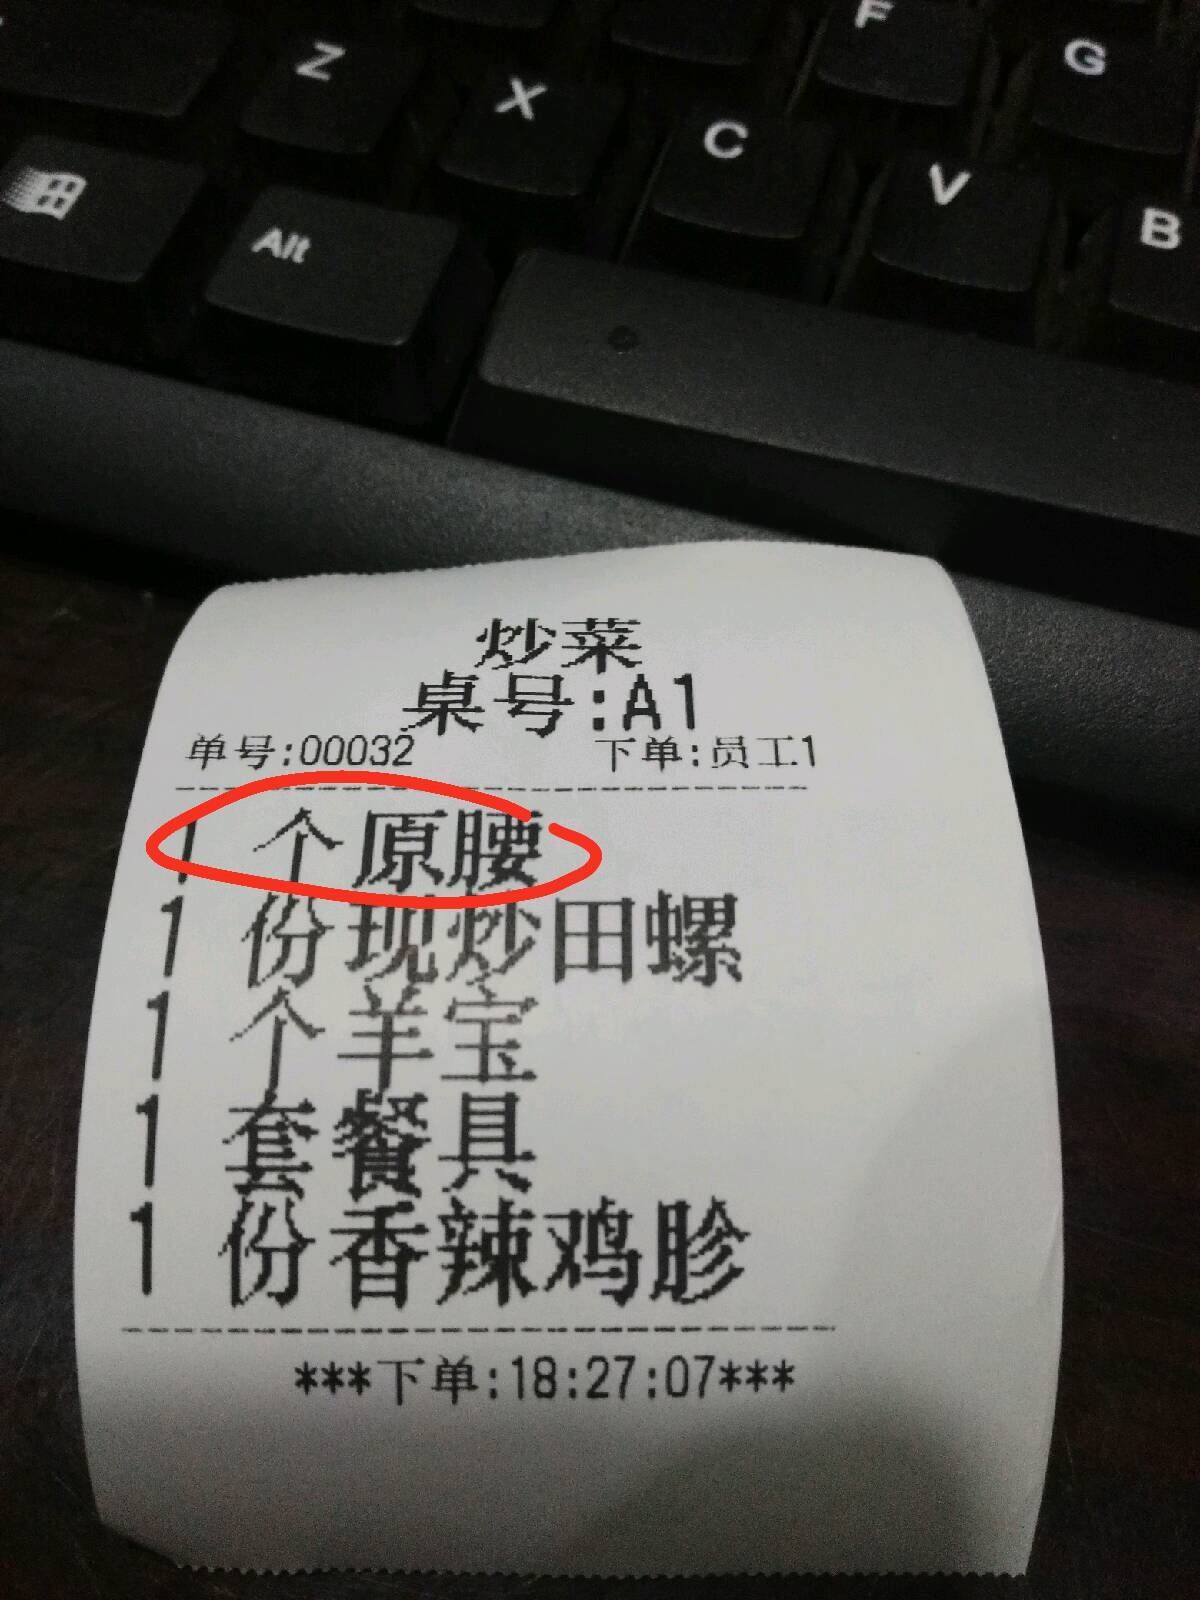 F G
Z X C V B
Alt
炒菜
桌号:A1
单号:00032 下单:员工1
1 个原腰
1 份现炒田螺
1 个羊宝
1 套餐具
1 份香辣鸡胗
***下单:18:27:07***